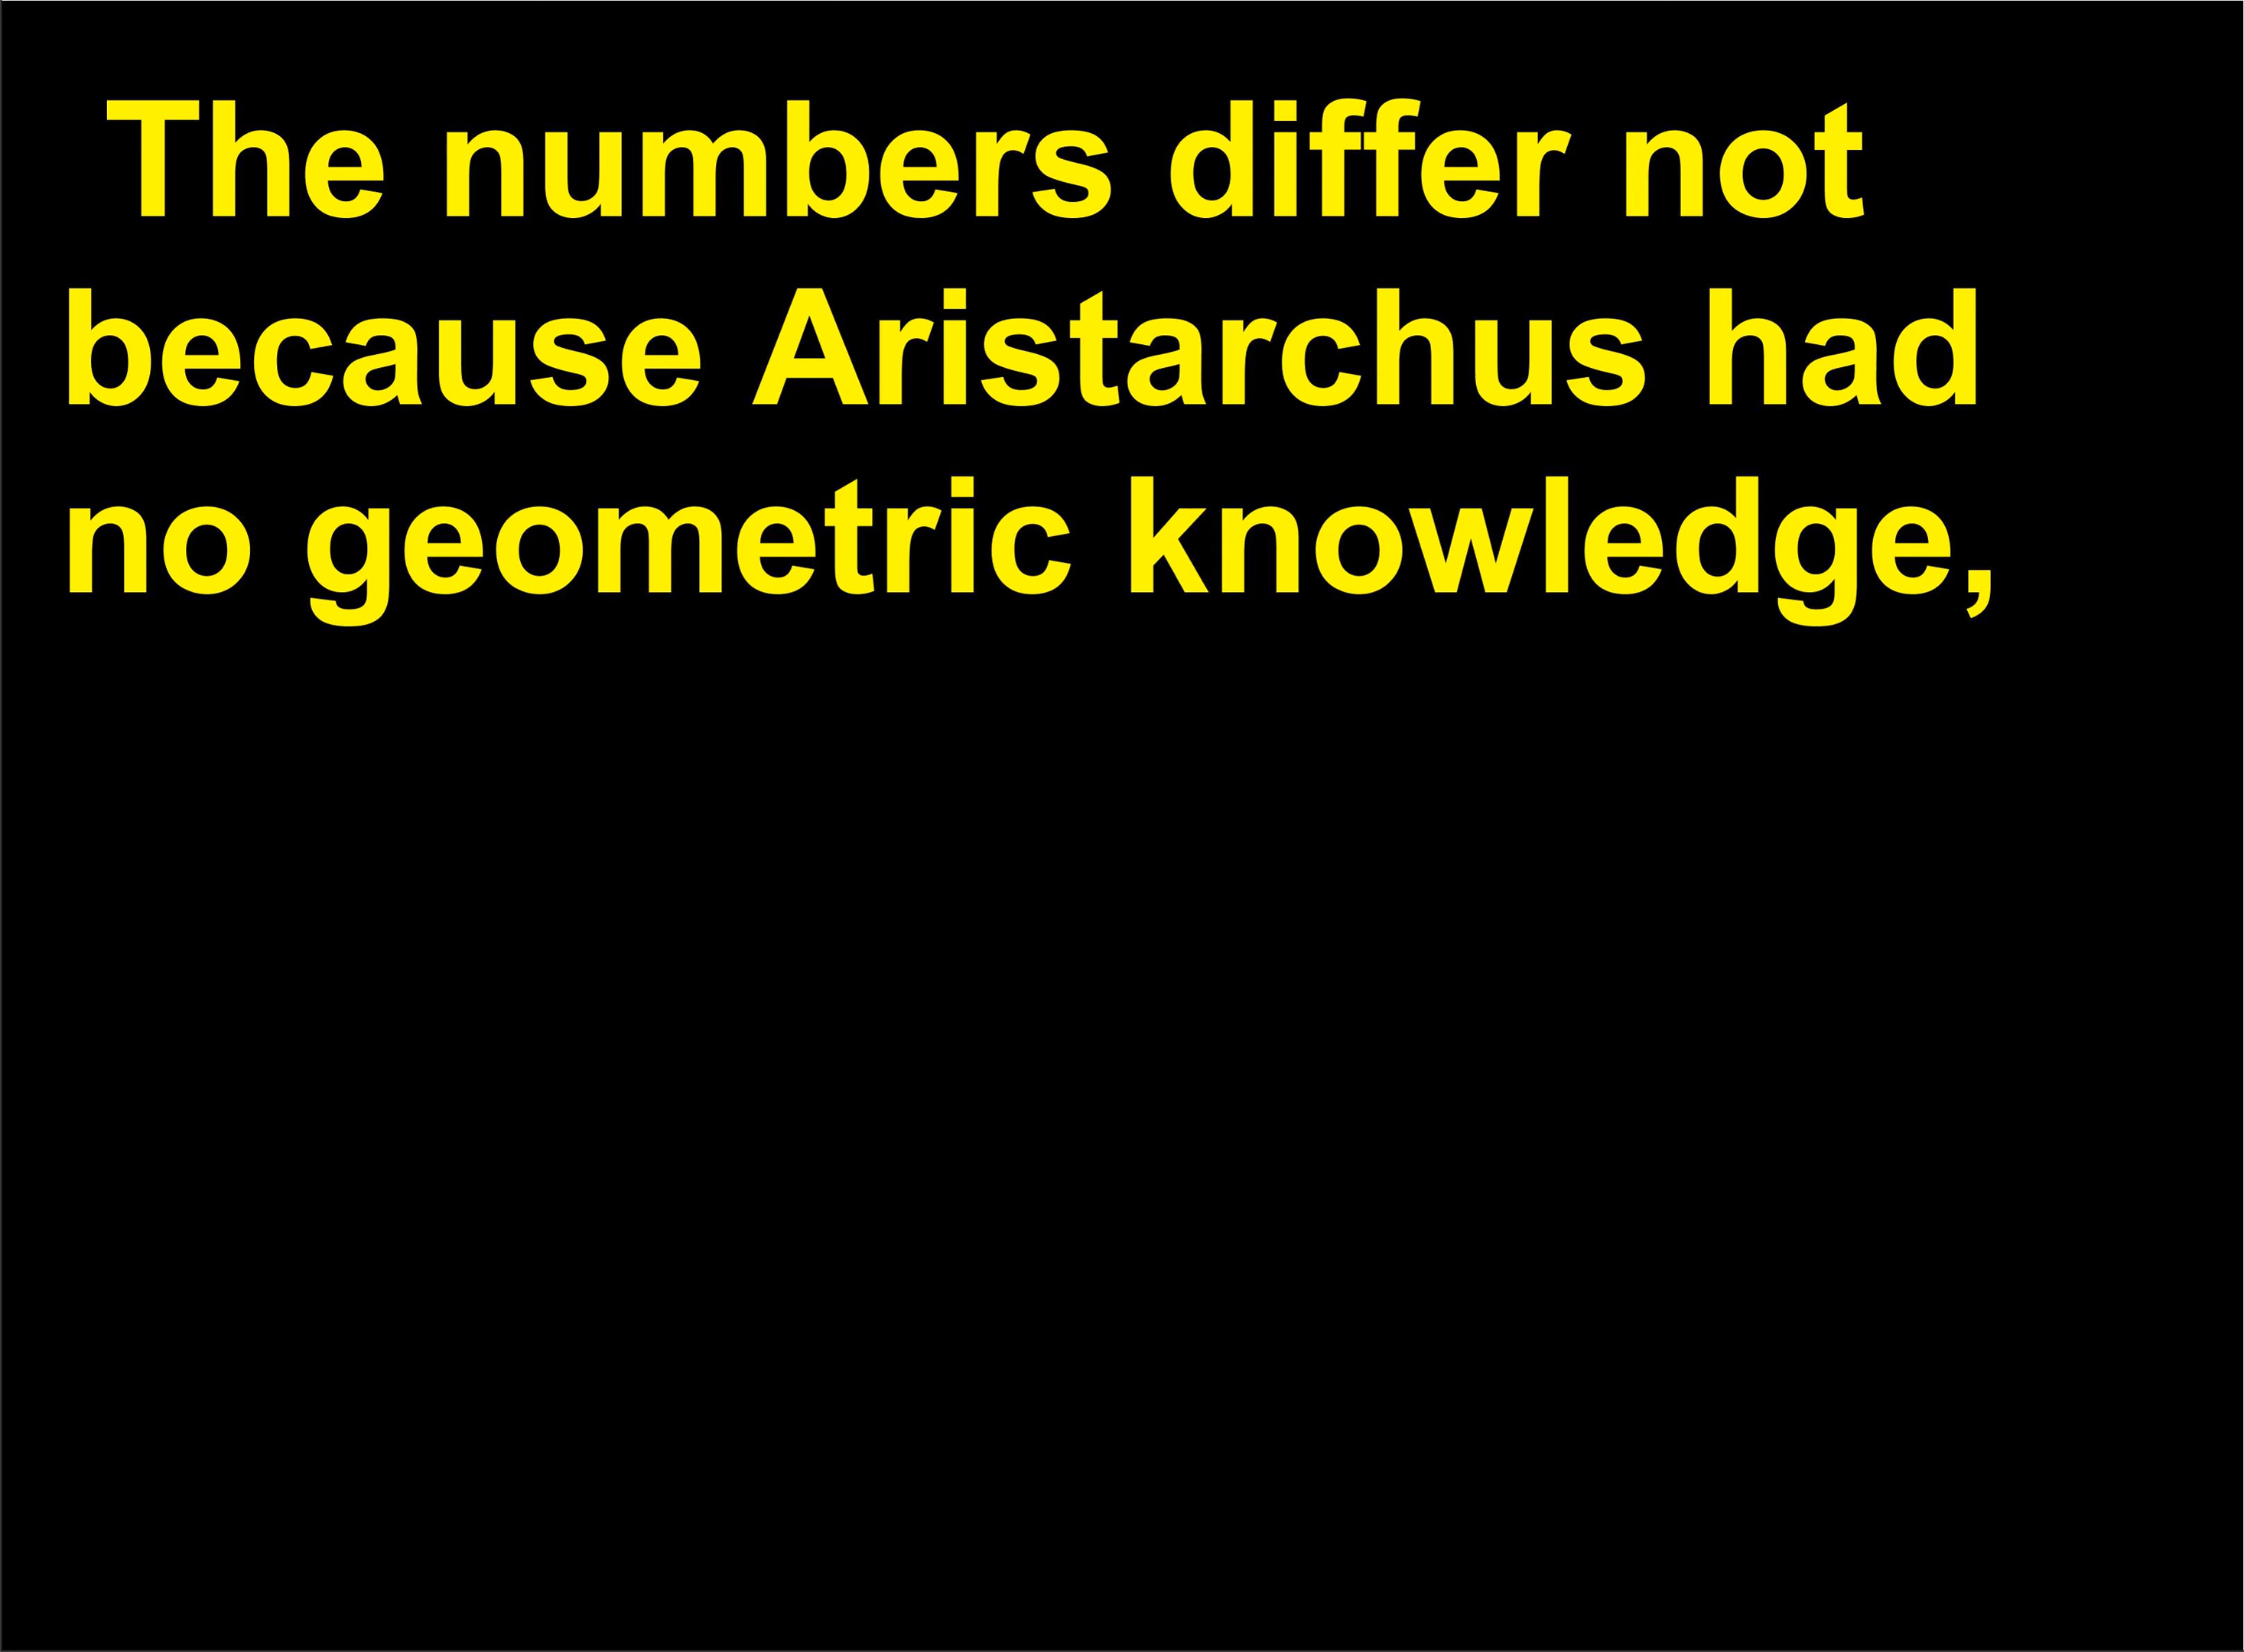 The numbers differ not
because Aristarchus had
no geometric knowledge,